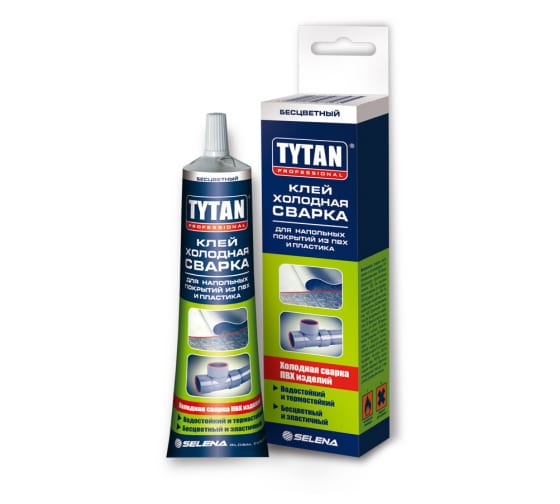 БЕСЦВЕТНЫЙ
TYTAN
PROFESSIONAL
КЛЕЙ
ХОЛОДНАЯ
СВАРКА
ДЛЯ НАПОЛЬНЫХ
ПОКРЫТИЙ ИЗ ПВХ
И ПЛАСТИКА
Холодная сварка ПВХ изделий
Водостойкий и термостойкий
Бесцветный и эластичный
SELENA
БЕСЦВЕТНЫЙ
TYTAN
PROFESSIONAL
®
КЛЕЙ
ХОЛОДНАЯ
СВАРКА
ДЛЯ НАПОЛЬНЫХ
ПОКРЫТИЙ ИЗ ПВХ
И ПЛАСТИКА
Холодная сварка
ПВХ изделий
Водостойкий
и термостойкий
Бесцветный
и эластичный
SELENA